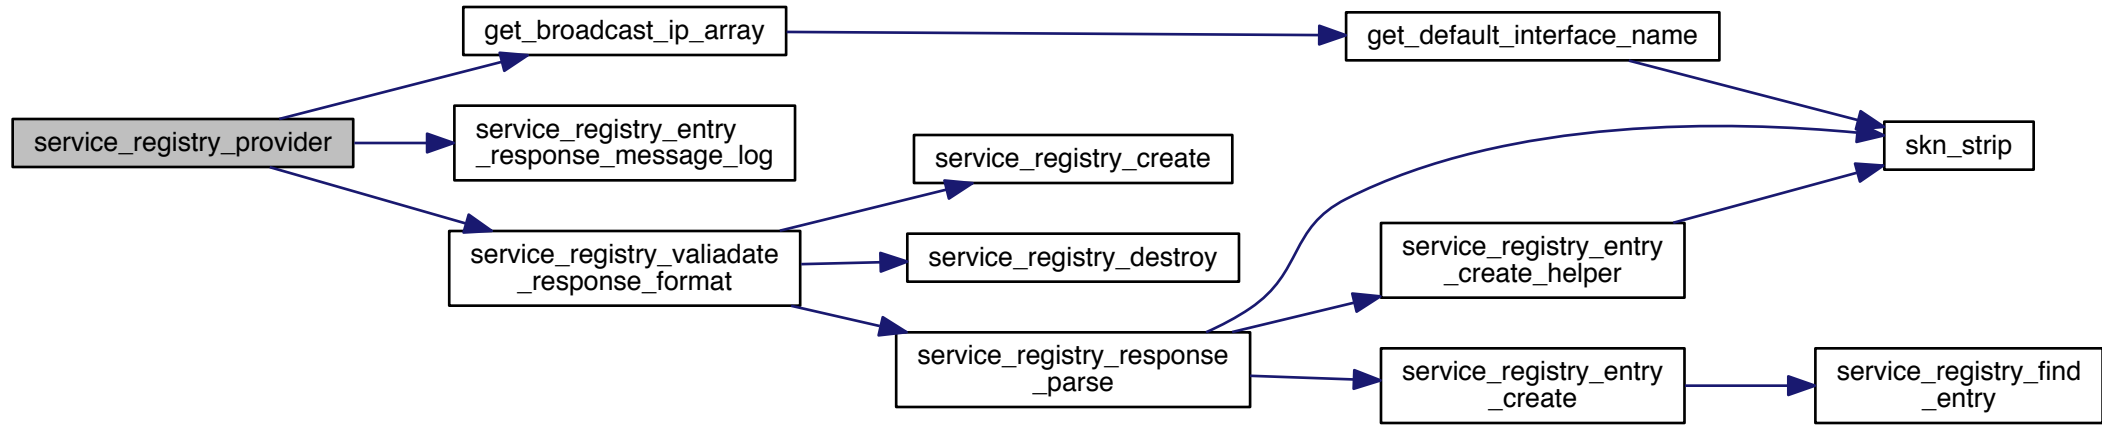 get_broadcast_ip_array
get_default_interface_name
service_registry_provider
service_registry_entry
_response_message_log
service_registry_create
skn_strip
service_registry_valiadate
_response_format
service_registry_destroy
service_registry_entry
_create_helper
service_registry_response
_parse
service_registry_entry
_create
service_registry_find
_entry